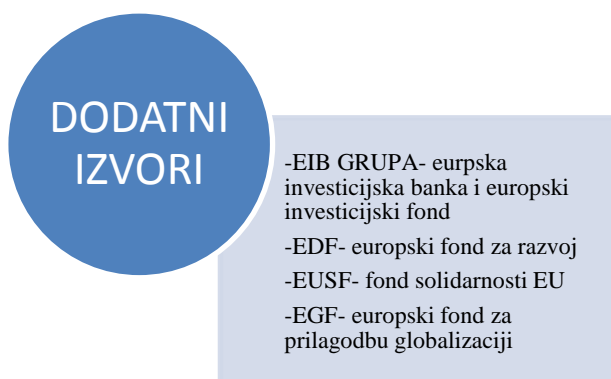 DODATNI
IZVORI
-EIB GRUPA- eurpska
investicijska banka i europski
investicijski fond
-EDF- europski fond za razvoj
-EUSF- fond solidarnosti EU
-EGF- europski fond za
prilagodbu globalizaciji